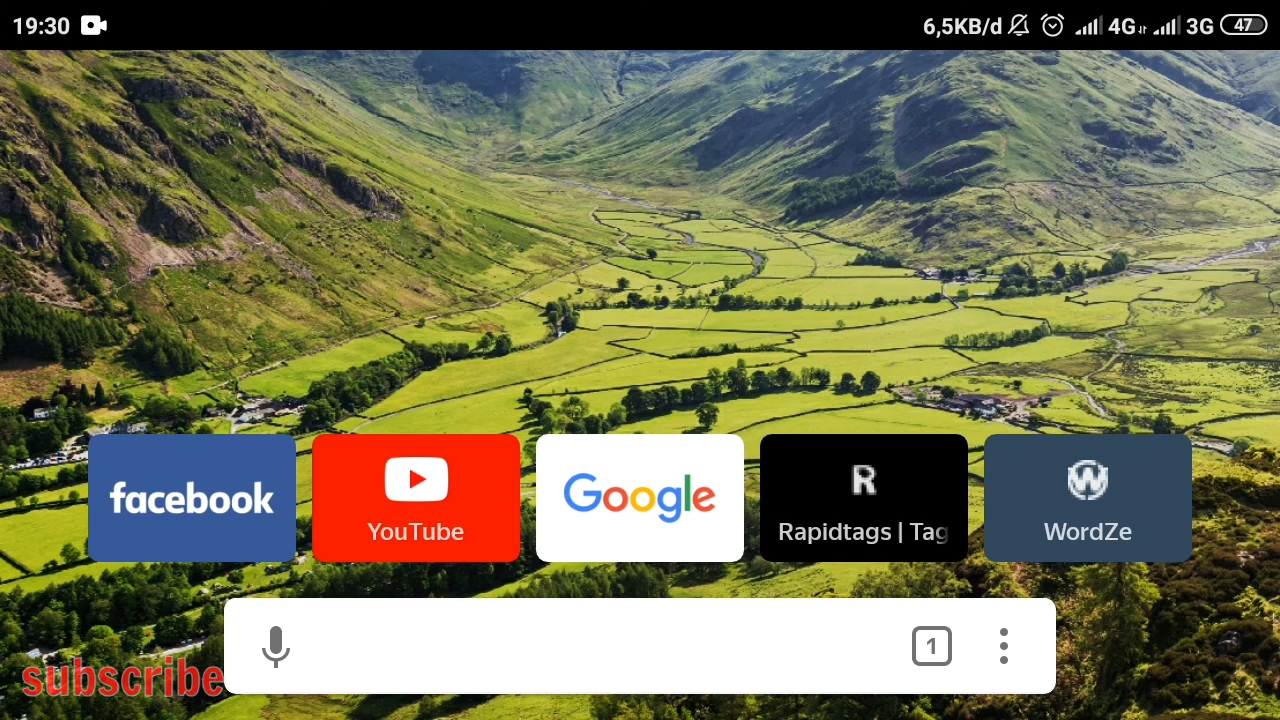 19:30 6,5KB/d 4G 3G 47
facebook
YouTube
Google
R
Rapidtags | Tag
W
WordZe
1
subscribe